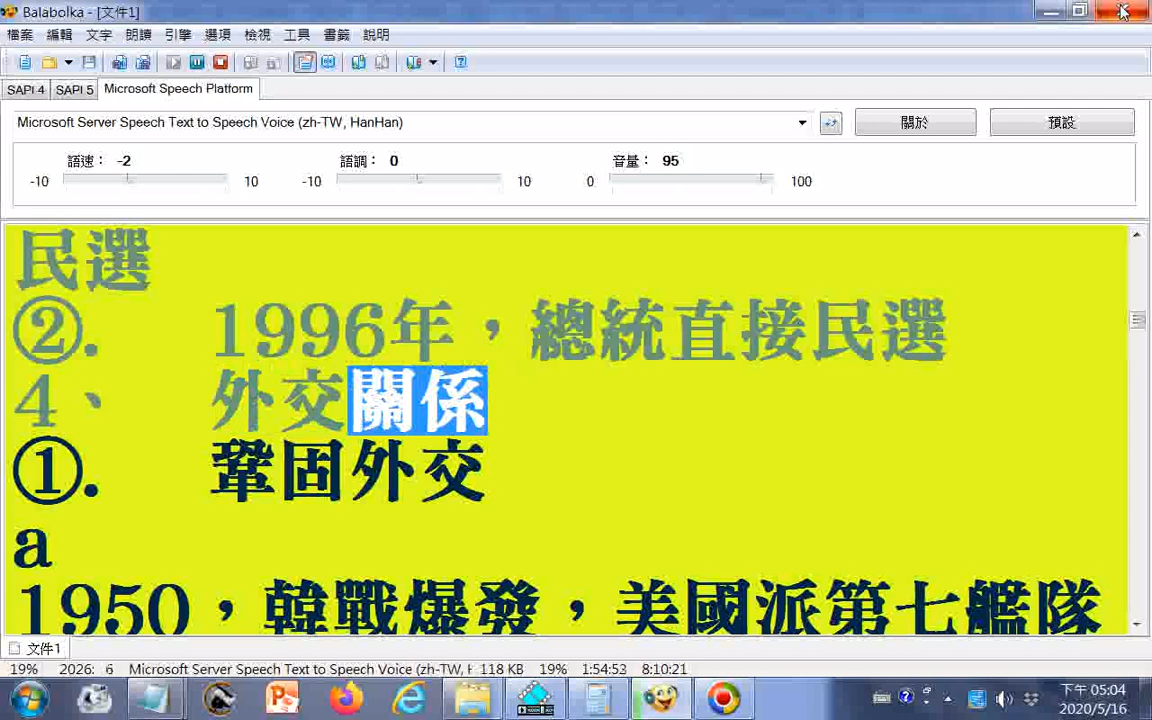 Balabolka - [文件1]
檔案 編輯 文字 朗讀 引擎 選項 檢視 工具 書籤 說明
SAPI 4 SAPI 5 Microsoft Speech Platform
Microsoft Server Speech Text to Speech Voice (zh-TW, HanHan) 關於 預設
語速： -2 語調： 0 音量： 95
-10 10 -10 10 0 100
民選
②. 1996年，總統直接民選
4、 外交關係
①. 鞏固外交
a
1950，韓戰爆發，美國派第七艦隊
文件1
19% 2026: 6 Microsoft Server Speech Text to Speech Voice (zh-TW, 118 KB 19% 1:54:53 8:10:21
下午 05:04
2020/5/16